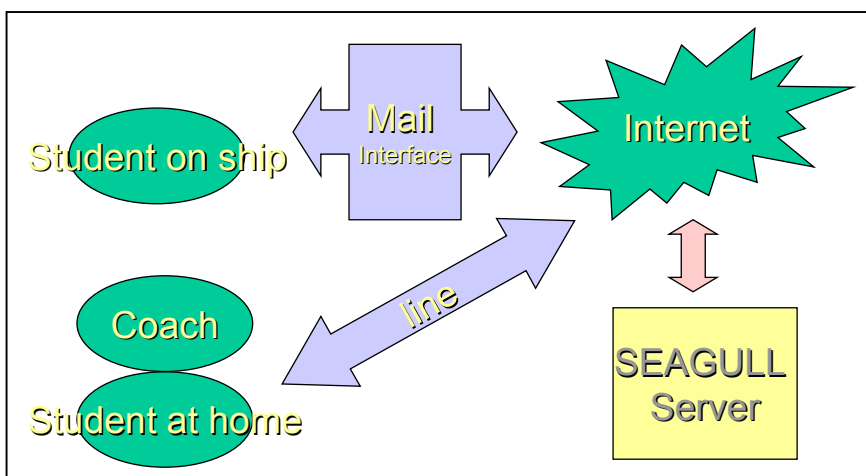 Student on ship
Mail
Interface
Internet
line
Coach
Student at home
SEAGULL
Server